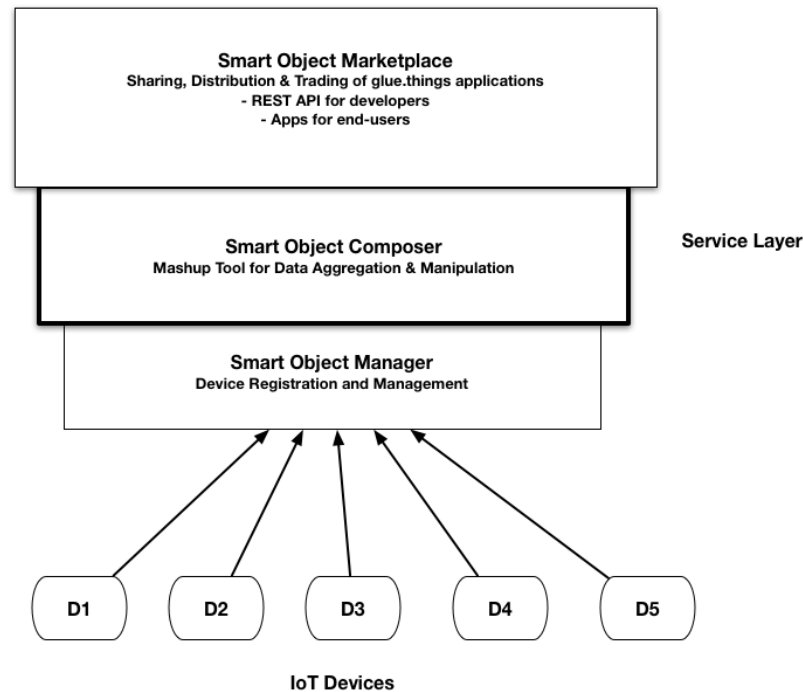 Smart Object Marketplace
Sharing, Distribution & Trading of glue.things applications
- REST API for developers
- Apps for end-users
Smart Object Composer
Mashup Tool for Data Aggregation & Manipulation
Service Layer
Smart Object Manager
Device Registration and Management
D1
D2
D3
D4
D5
IoT Devices